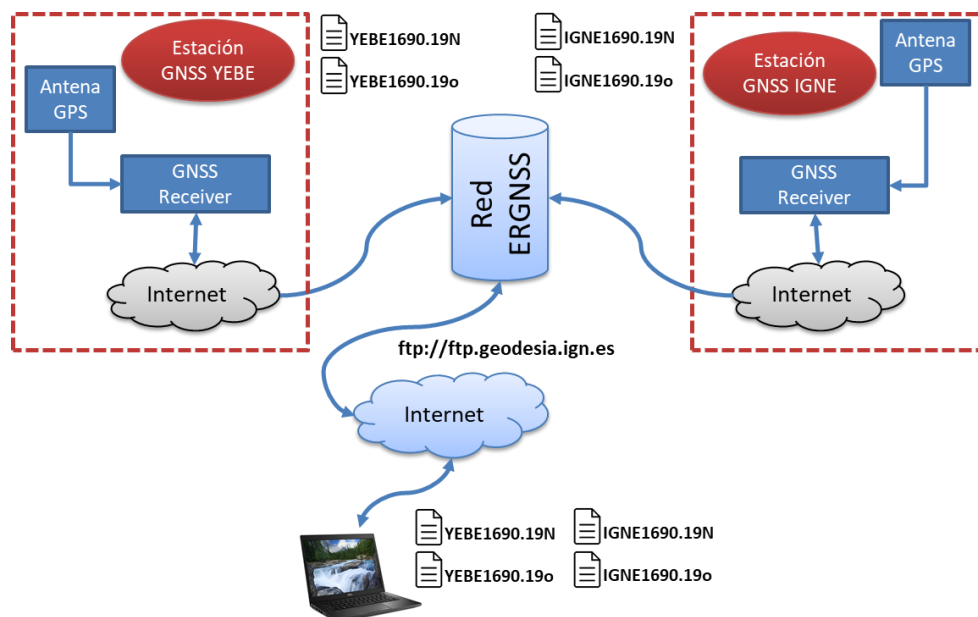 Estación
GNSS YEBE
Antena
GPS
GNSS
Receiver
Internet
YEBE1690.19N
YEBE1690.19o
IGNE1690.19N
IGNE1690.19o
Estación
GNSS IGNE
Antena
GPS
GNSS
Receiver
Internet
Red
ERGNSS
ftp://ftp.geodesia.ign.es
Internet
YEBE1690.19N
YEBE1690.19o
IGNE1690.19N
IGNE1690.19o